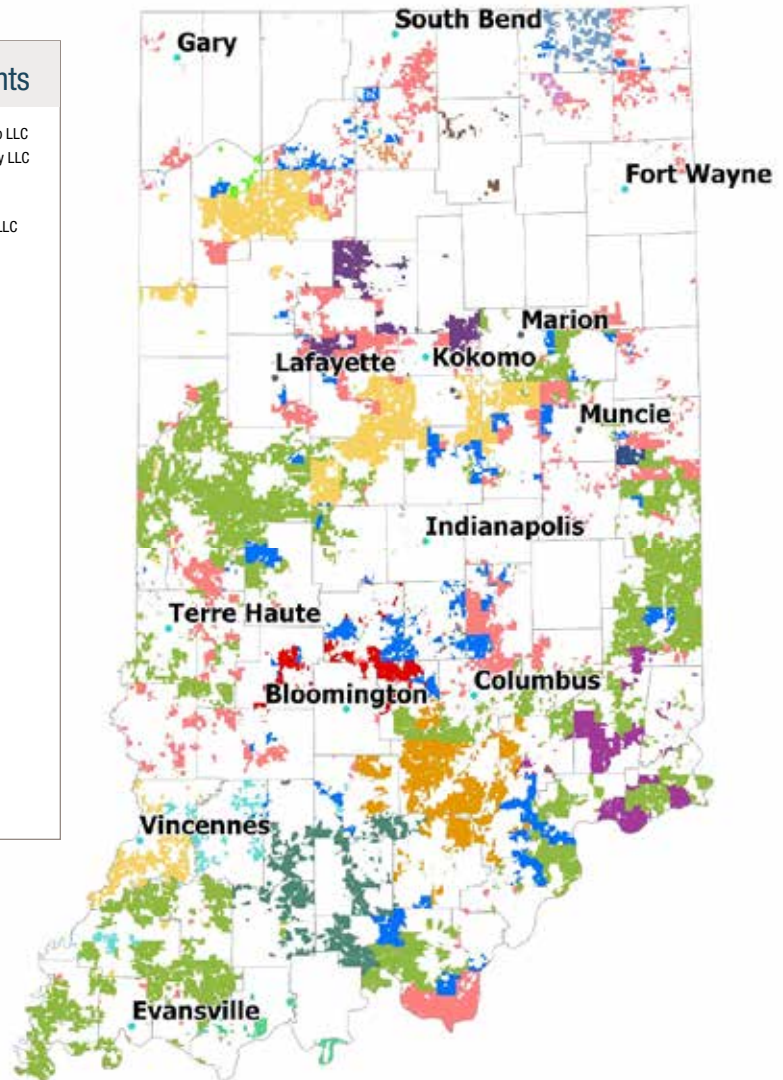 South Bend
Gary
nts
LLC
y LLC
Fort Wayne
LLC
Marion
Lafayette
Kokomo
Muncie
Indianapolis
Terre Haute
Columbus
Bloomington
Vincennes
Evansville